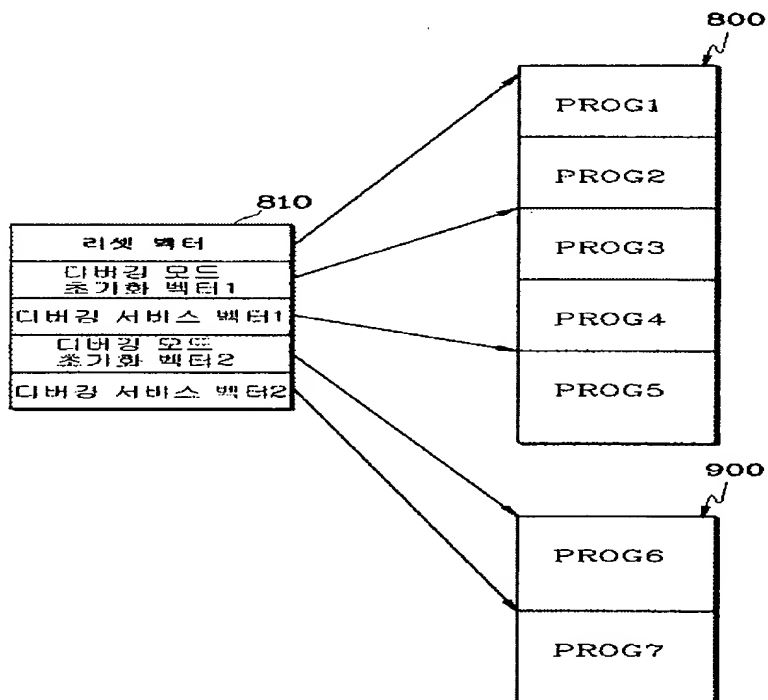 800
PROG1
PROG2
PROG3
PROG4
PROG5
810
리셋 벡터
디버깅 모드
초기화 벡터1
디버깅 서비스 벡터1
디버깅 모드
초기화 벡터2
디버깅 서비스 벡터2
900
PROG6
PROG7